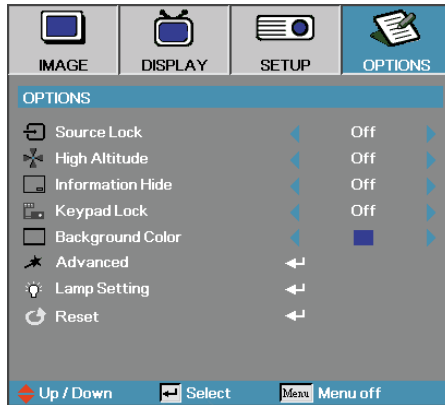 IMAGE DISPLAY SETUP OPTIONS
OPTIONS
Source Lock Off
High Altitude Off
Information Hide Off
Keypad Lock Off
Background Color
Advanced
Lamp Setting
Reset
Up / Down Select Menu Menu off